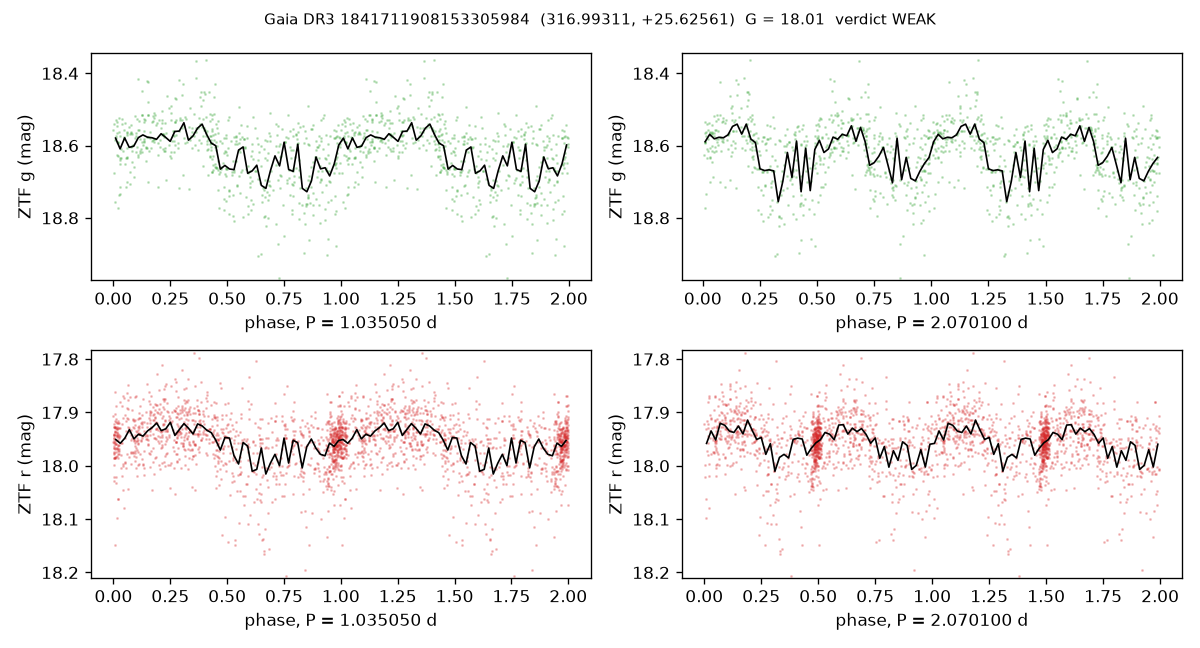 Gaia DR3 1841711908153305984 (316.99311, +25.62561) G = 18.01 verdict WEAK
ZTF g (mag)
18.4
18.6
18.8
0.00 0.25 0.50 0.75 1.00 1.25 1.50 1.75 2.00
phase, P = 1.035050 d
ZTF g (mag)
18.4
18.6
18.8
0.00 0.25 0.50 0.75 1.00 1.25 1.50 1.75 2.00
phase, P = 2.070100 d
ZTF r (mag)
17.8
17.9
18.0
18.1
18.2
0.00 0.25 0.50 0.75 1.00 1.25 1.50 1.75 2.00
phase, P = 1.035050 d
ZTF r (mag)
17.8
17.9
18.0
18.1
18.2
0.00 0.25 0.50 0.75 1.00 1.25 1.50 1.75 2.00
phase, P = 2.070100 d